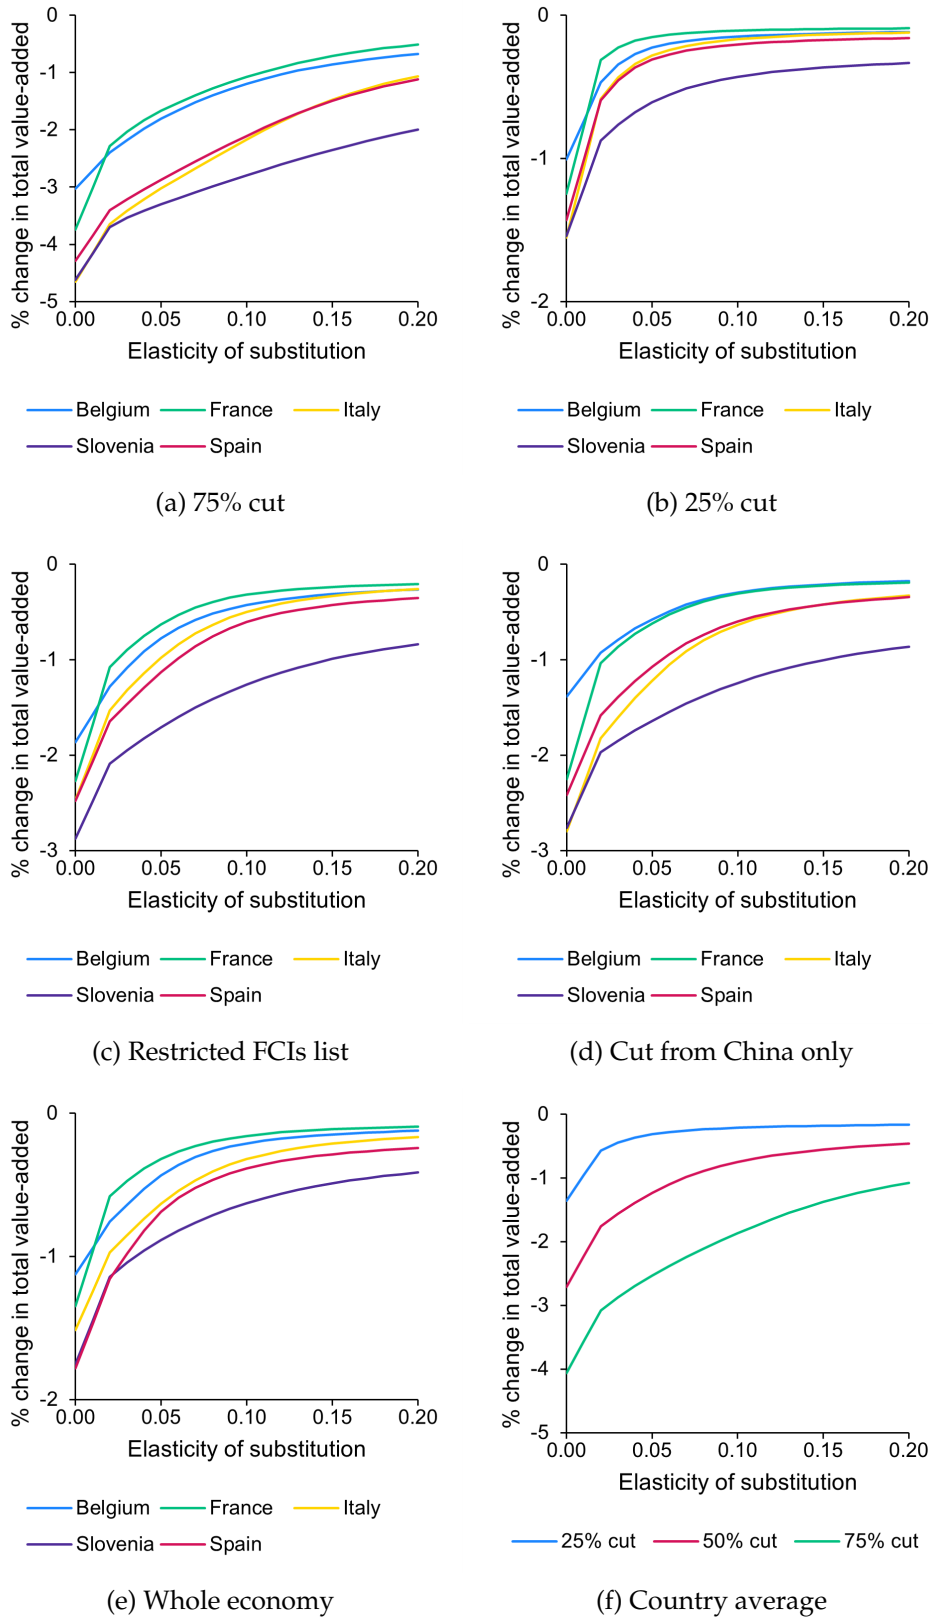 % change in total value-added
0
-1
-2
-3
-4
-5
0.00 0.05 0.10 0.15 0.20
Elasticity of substitution
Belgium France Italy
Slovenia Spain
(a) 75% cut
% change in total value-added
0
-1
-2
0.00 0.05 0.10 0.15 0.20
Elasticity of substitution
Belgium France Italy
Slovenia Spain
(b) 25% cut
% change in total value-added
0
-1
-2
-3
0.00 0.05 0.10 0.15 0.20
Elasticity of substitution
Belgium France Italy
Slovenia Spain
(c) Restricted FCIs list
% change in total value-added
0
-1
-2
-3
0.00 0.05 0.10 0.15 0.20
Elasticity of substitution
Belgium France Italy
Slovenia Spain
(d) Cut from China only
% change in total value-added
0
-1
-2
0.00 0.05 0.10 0.15 0.20
Elasticity of substitution
Belgium France Italy
Slovenia Spain
(e) Whole economy
% change in total value-added
0
-1
-2
-3
-4
-5
0.00 0.05 0.10 0.15 0.20
Elasticity of substitution
25% cut 50% cut 75% cut
(f) Country average